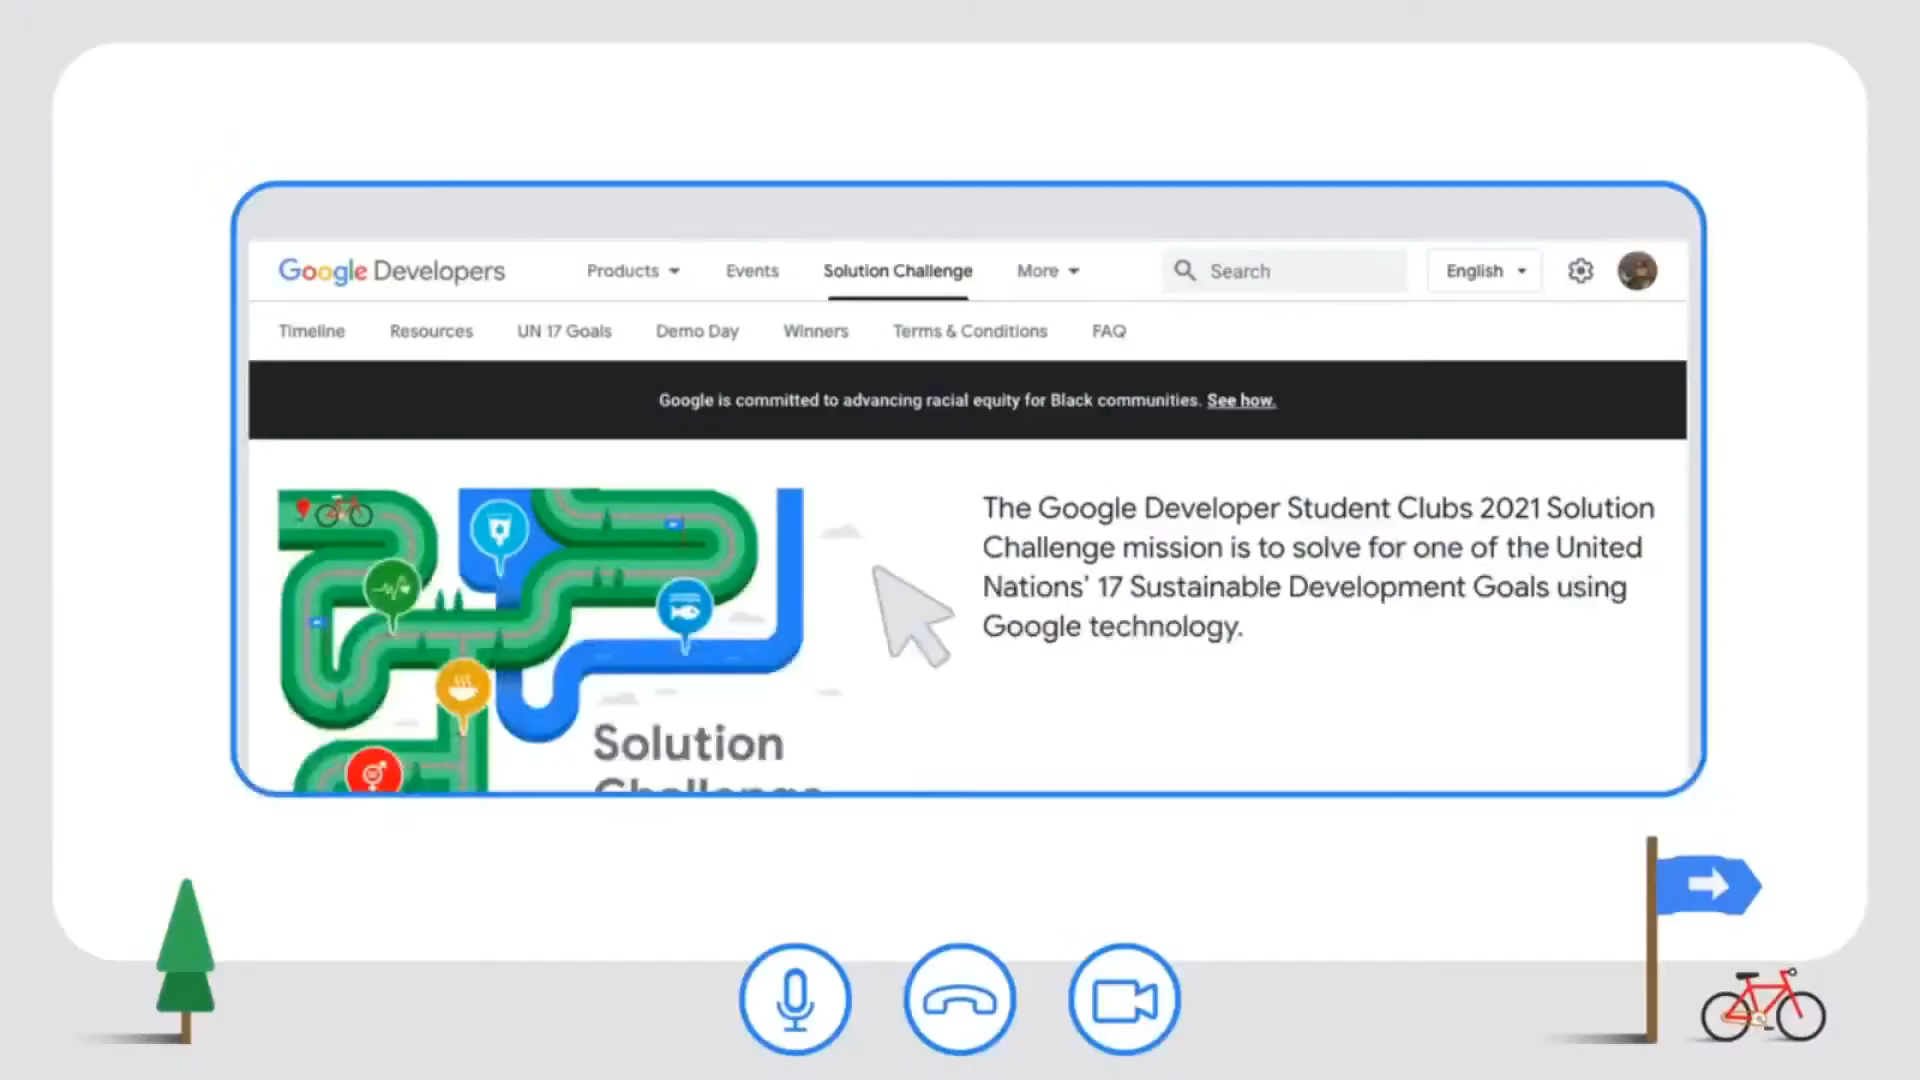 Google Developers Products Events Solution Challenge More Search English
Timeline Resources UN 17 Goals Demo Day Winners Terms & Conditions FAQ
Google is committed to advancing racial equity for Black communities. See how.
The Google Developer Student Clubs 2021 Solution
Challenge mission is to solve for one of the United
Nations' 17 Sustainable Development Goals using
Google technology.
Solution
Challenge